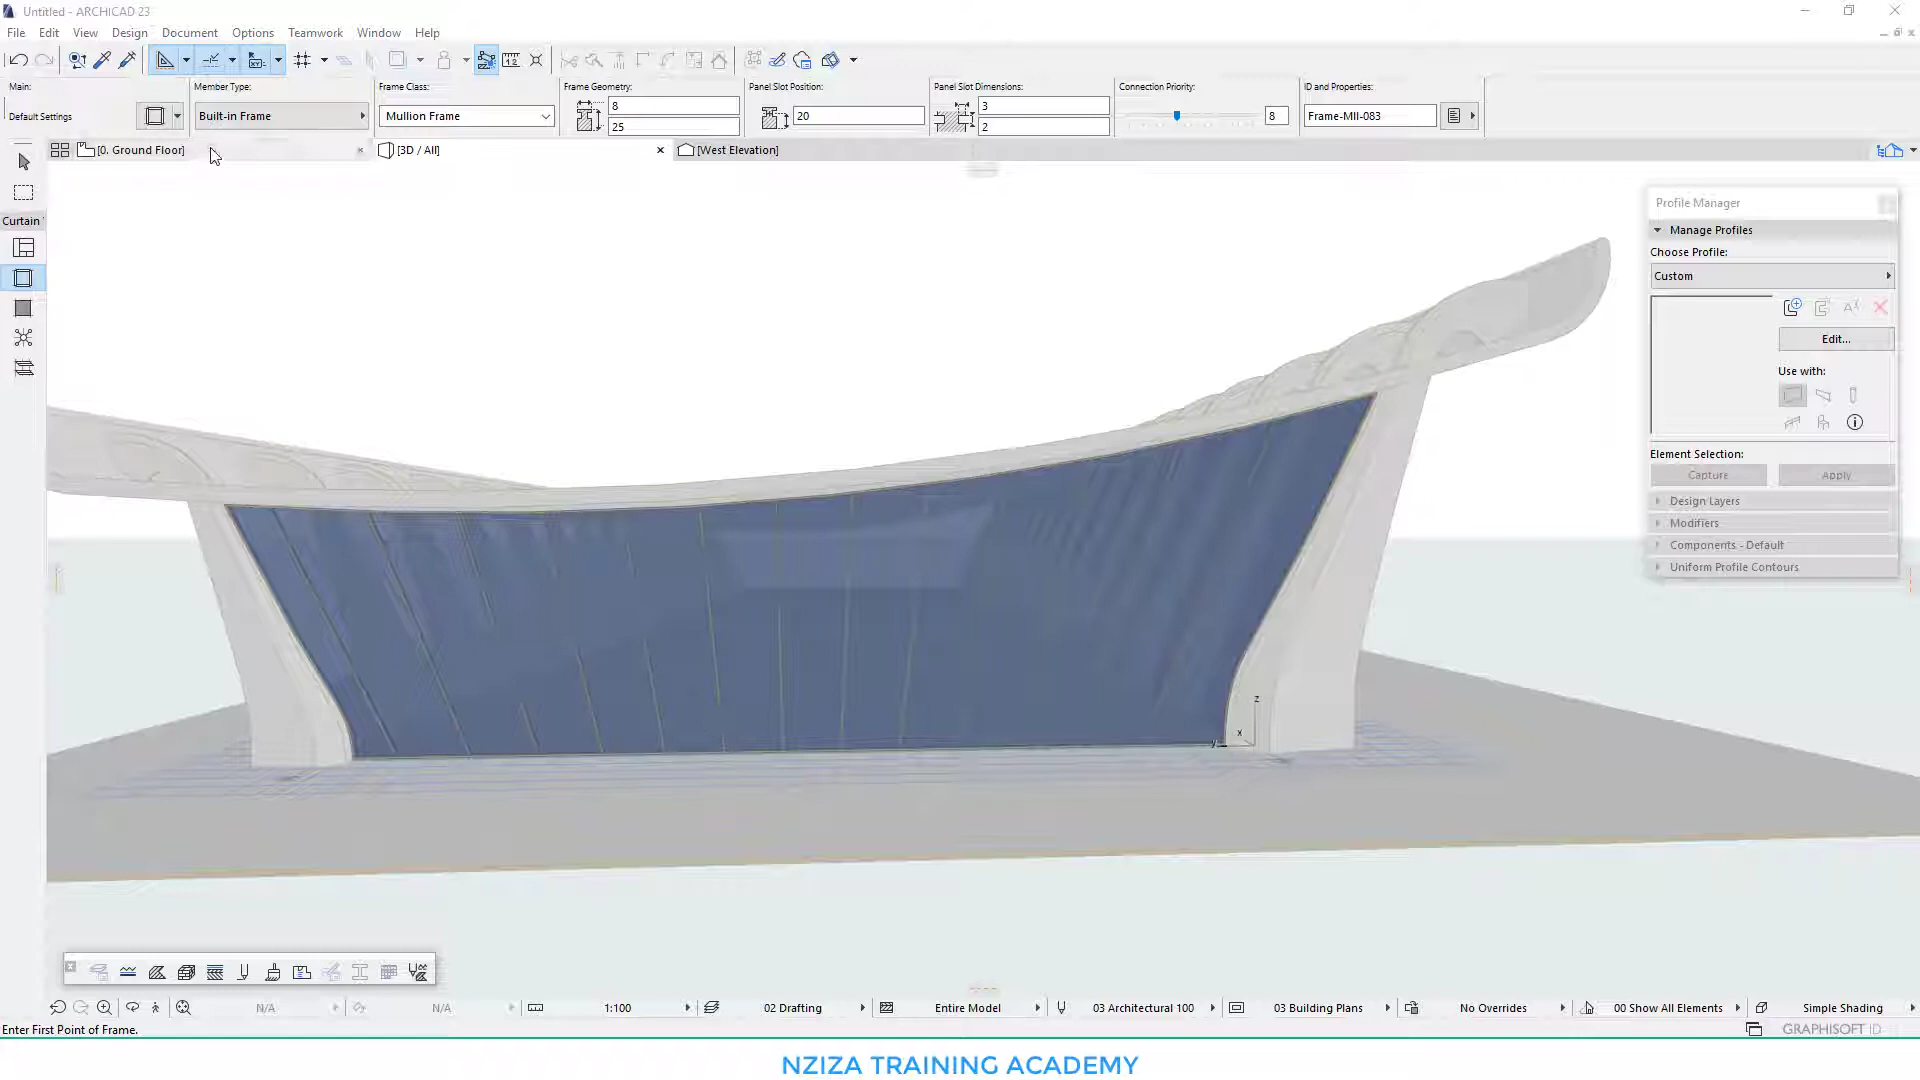 Untitled - ARCHICAD 23
File Edit View Design Document Options Teamwork Window Help
Main: Member Type: Frame Class: Frame Geometry: Panel Slot Position: Panel Slot Dimensions: Connection Priority: ID and Properties:
Default Settings Built-in Frame Mullion Frame 8 25 20 3 2 8 Frame-MII-083
[0. Ground Floor] [3D / All] [West Elevation]
Curtain
Profile Manager
Manage Profiles
Choose Profile:
Custom
Edit...
Use with:
Element Selection:
Capture Apply
Design Layers
Modifiers
Components - Default
Uniform Profile Contours
z
x
N/A N/A 1:100 02 Drafting Entire Model 03 Architectural 100 03 Building Plans No Overrides 00 Show All Elements Simple Shading
Enter First Point of Frame.
GRAPHISOFT ID
NZIZA TRAINING ACADEMY